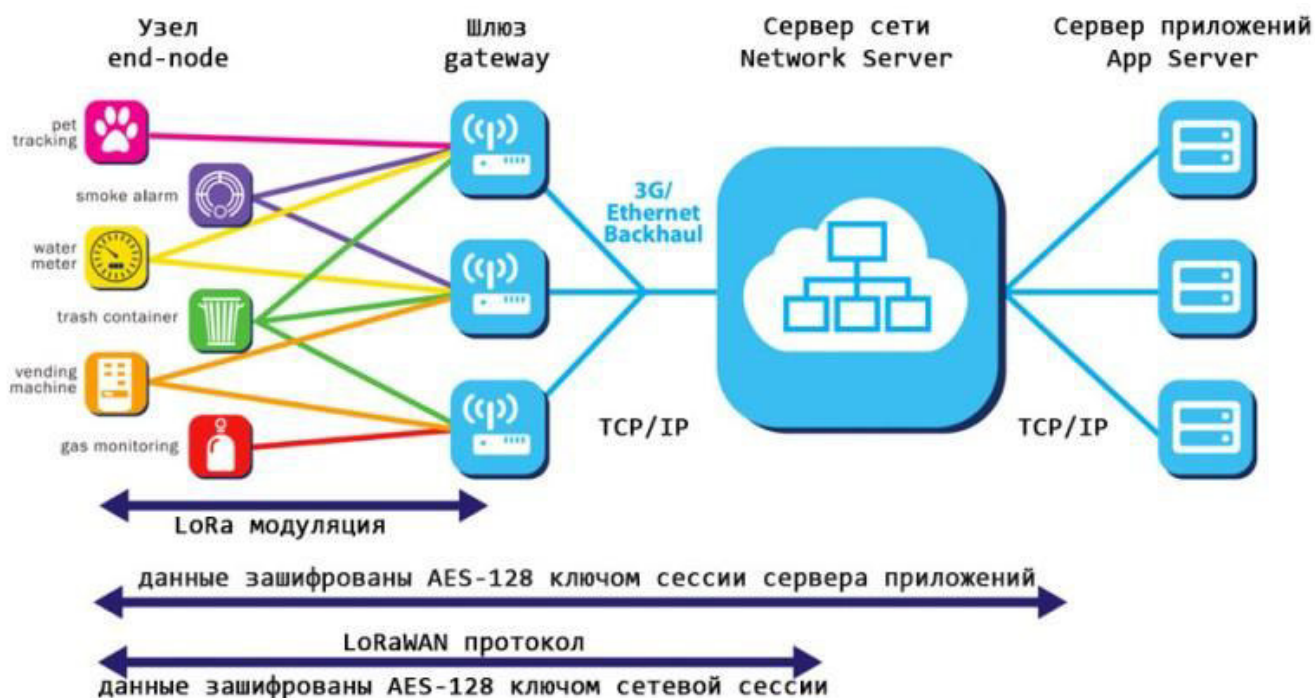 Узел
end-node
Шлюз
gateway
Сервер сети
Network Server
Сервер приложений
App Server
pet
tracking
smoke alarm
water
meter
trash container
vending
machine
gas monitoring
3G/
Ethernet
Backhaul
TCP/IP
TCP/IP
LoRa модуляция
данные зашифрованы AES-128 ключом сессии сервера приложений
LoRaWAN протокол
данные зашифрованы AES-128 ключом сетевой сессии